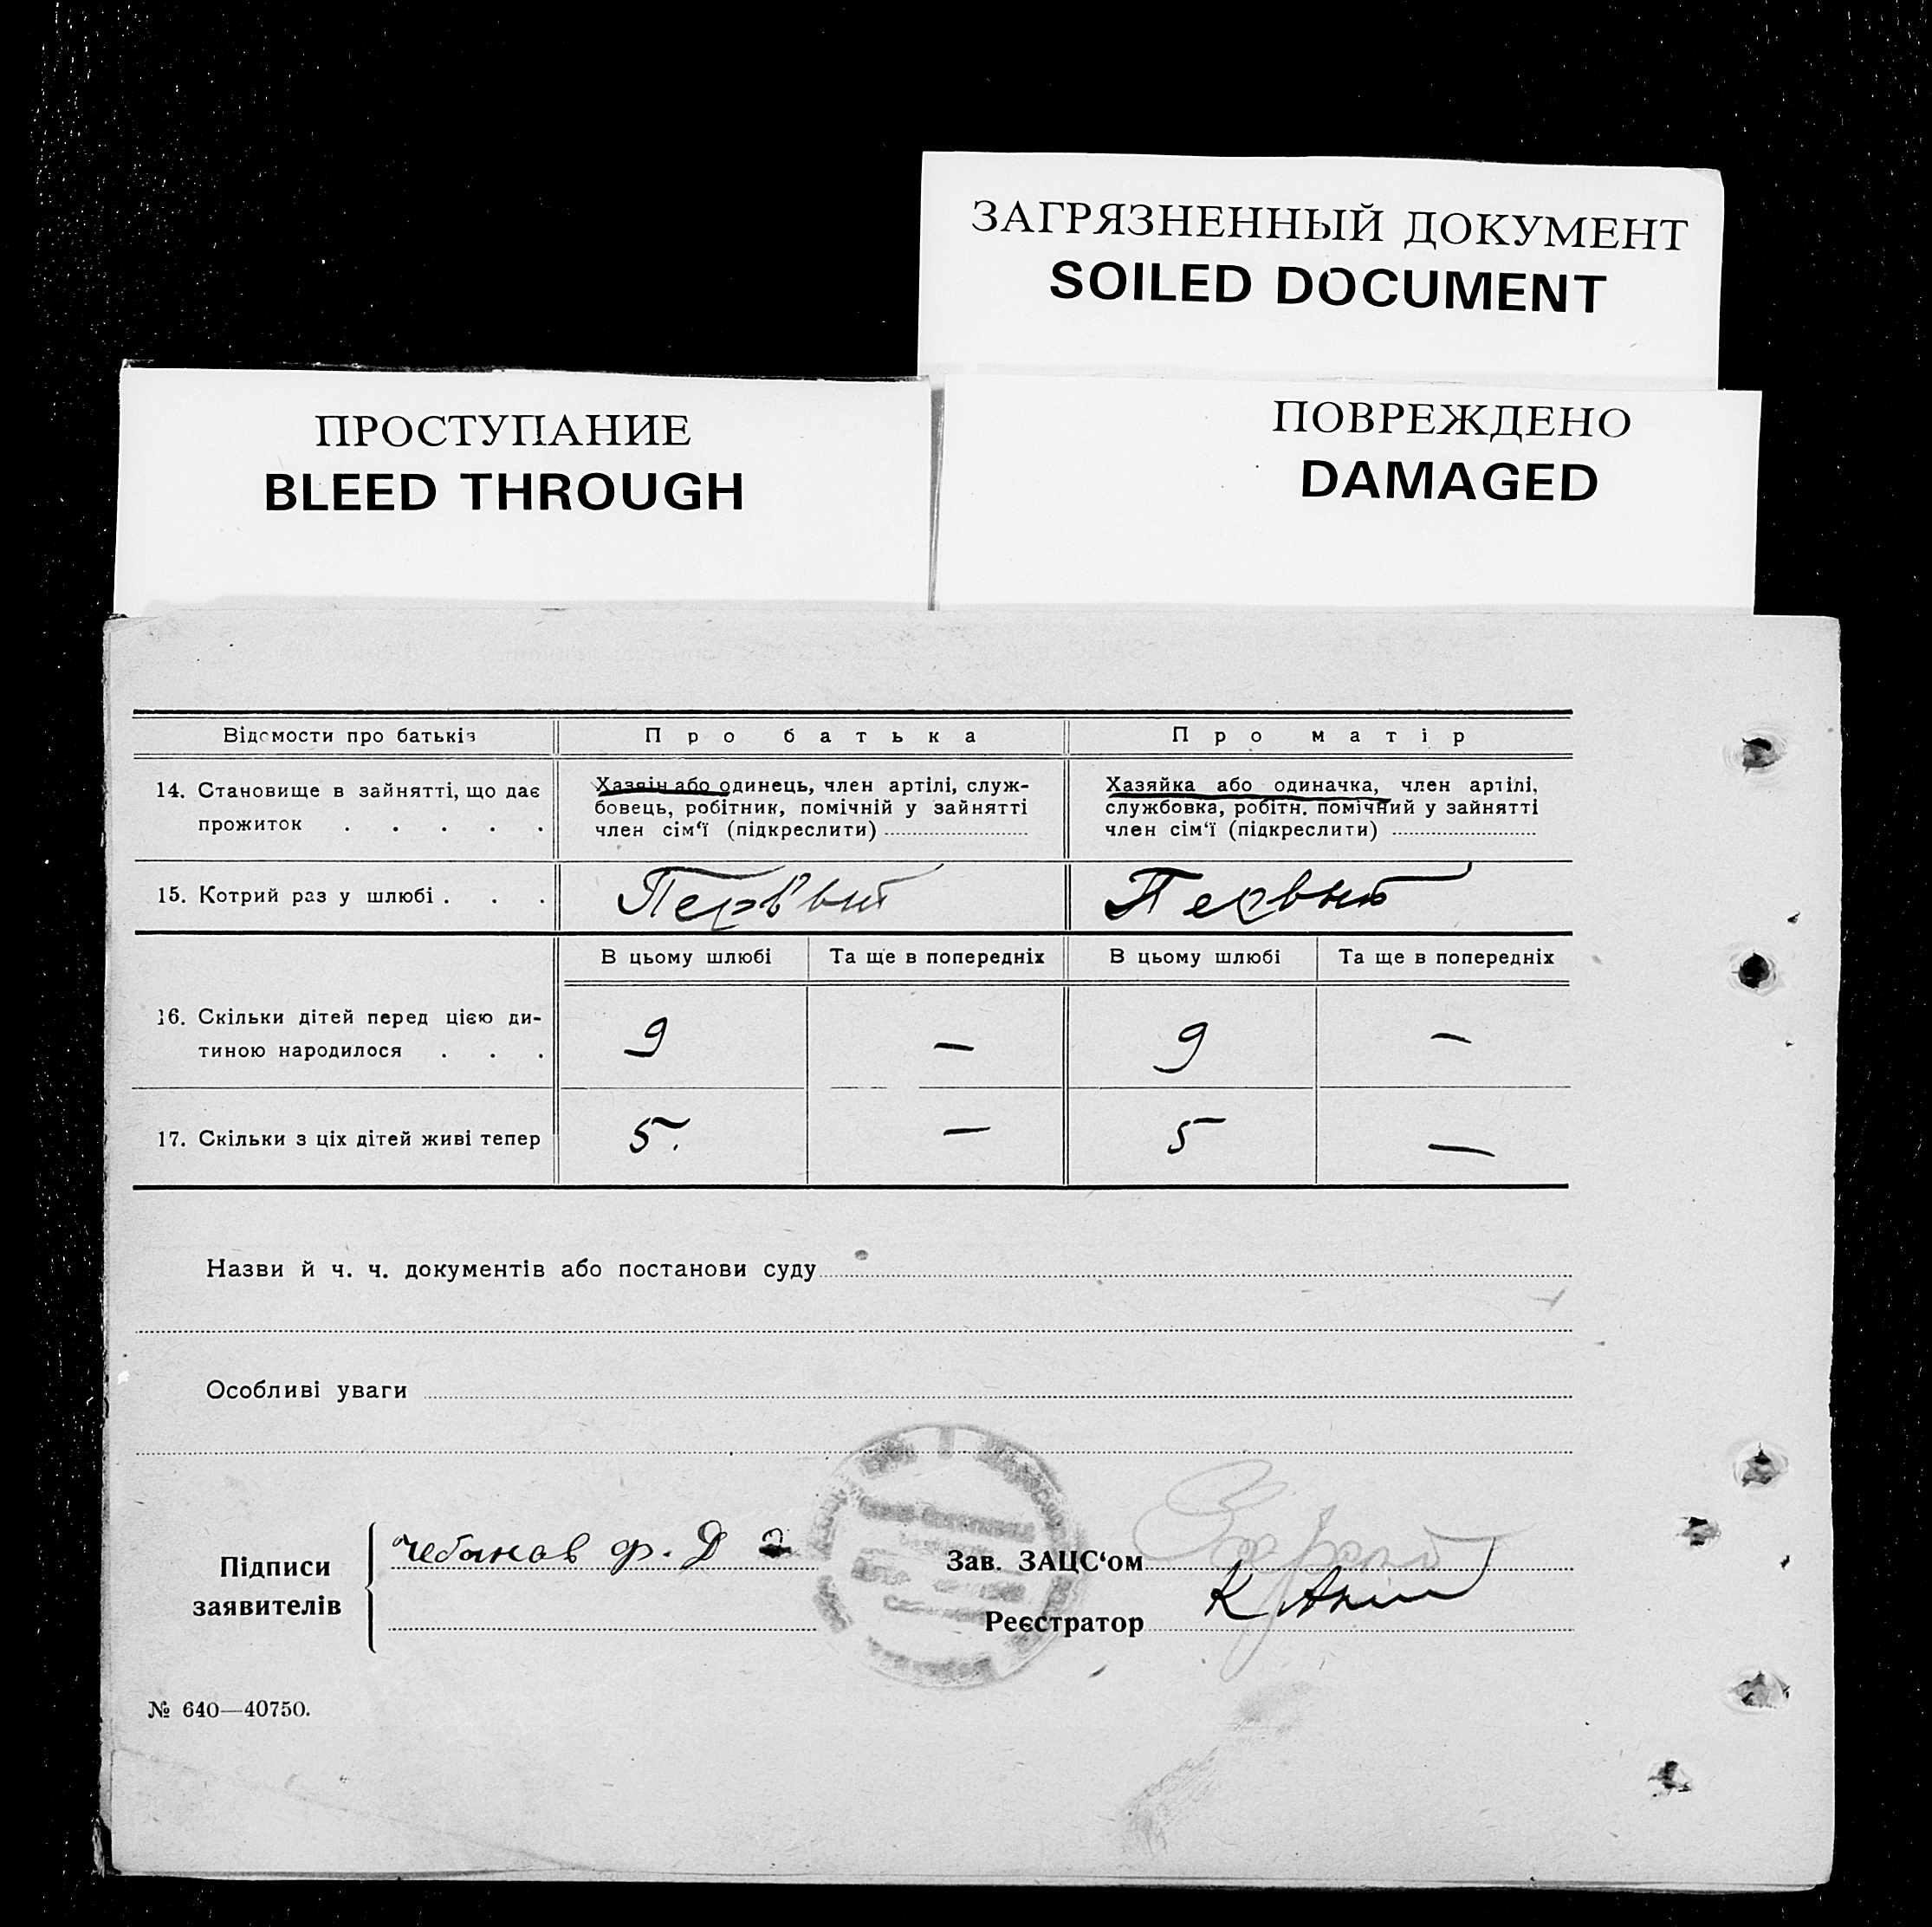 ЗАГРЯЗНЕННЫЙ ДОКУМЕНТ
SOILED DOCUMENT
ПРОСТУПАНИЕ
BLEED THROUGH
ПОВРЕЖДЕНО
DAMAGED
Відомости про батьків
Про батька
Про матір
14. Становище в зайнятті, що дає
прожиток . . . . .
Хазяїн або одинець, член артілі, служ-
бовець, робітник, помічній у зайнятті
член сім‘ї (підкреслити)
Хазяйка або одиначка, член артілі,
службовка, робітн. помічний у зайнятті
член сім‘ї (підкреслити)
15. Котрий раз у шлюбі . . .
Первый
Первый
В цьому шлюбі
Та ще в попередніх
В цьому шлюбі
Та ще в попередніх
16. Скільки дітей перед цією ди-
тиною народилося . . .
9
—
9
—
17. Скільки з ціх дітей живі тепер
5.
—
5
—
Назви й ч. ч. документів або постанови суду
Особливі уваги
Підписи
заявителів
Чебанов Ф. Д
Зав. ЗАЦС‘ом
Реєстратор
№ 640—40750.